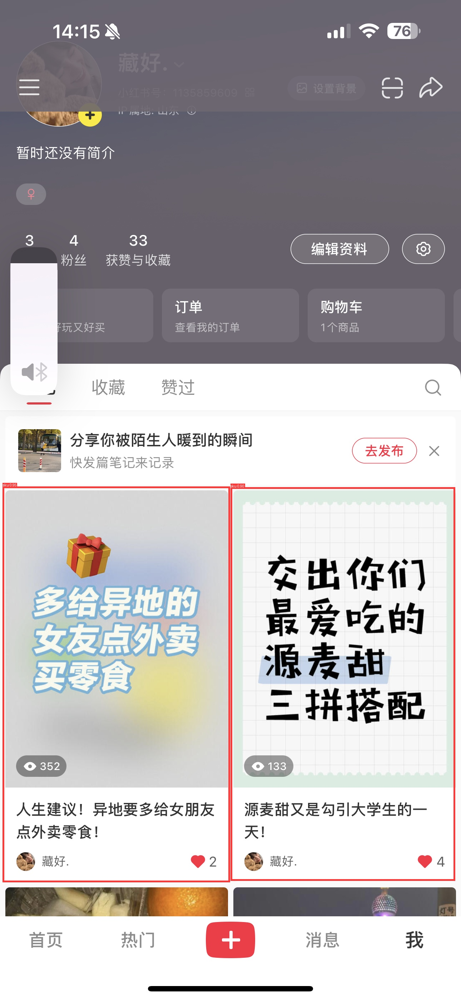 14:15
76
藏好.
小红书号: 1135859609
设置背景
IP 属地: 山东
暂时还没有简介
3
4
33
粉丝
获赞与收藏
编辑资料
好玩又好买
订单
查看我的订单
购物车
1个商品
收藏
赞过
分享你被陌生人暖到的瞬间
快发篇笔记来记录
去发布
sku 0.95
sku 0.90
多给异地的
女友点外卖
买零食
352
交出你们
最爱吃的
源麦甜
三拼搭配
133
人生建议！异地要多给女朋友
点外卖零食！
藏好.
2
源麦甜又是勾引大学生的一
天！
藏好.
4
灯号
首页
热门
消息
我